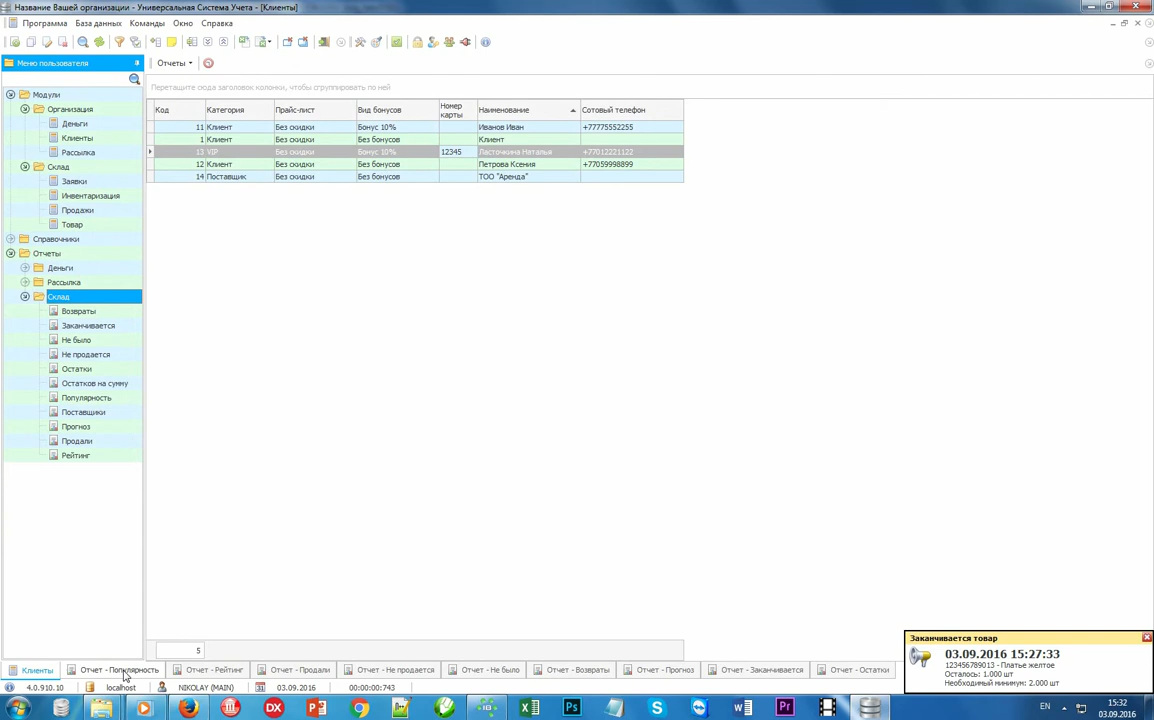 Название Вашей организации - Универсальная Система Учета - [Клиенты]
Программа База данных Команды Окно Справка
Меню пользователя
Отчеты
Перетащите сюда заголовок колонки, чтобы сгруппировать по ней
Модули
Организация
Деньги
Клиенты
Рассылка
Склад
Заявки
Инвентаризация
Продажи
Товар
Справочники
Отчеты
Деньги
Рассылка
Склад
Возвраты
Заканчивается
Не было
Не продается
Остатки
Остатков на сумму
Популярность
Поставщики
Прогноз
Продали
Рейтинг
Код Категория Прайс-лист Вид бонусов Номер карты Наименование Сотовый телефон
11 Клиент Без скидки Бонус 10% Иванов Иван +77775552255
1 Клиент Без скидки Без бонусов Клиент
13 VIP Без скидки Бонус 10% 12345 Ласточкина Наталья +77012221122
12 Клиент Без скидки Без бонусов Петрова Ксения +77059998899
14 Поставщик Без скидки Без бонусов ТОО "Аренда"
5
Заканчивается товар
03.09.2016 15:27:33
123456789013 - Платье желтое
Осталось: 1.000 шт
Необходимый минимум: 2.000 шт
Клиенты Отчет - Популярность Отчет - Рейтинг Отчет - Продали Отчет - Не продается Отчет - Не было Отчет - Возвраты Отчет - Прогноз Отчет - Заканчивается Отчет - Остатки
4.0.910.10 localhost NIKOLAY (MAIN) 03.09.2016 00:00:00:743
EN 15:32
03.09.2016